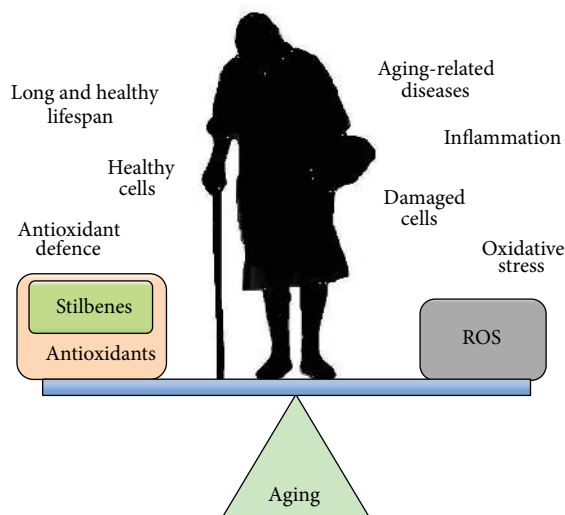 Long and healthy
lifespan
Healthy
cells
Antioxidant
defence
Stilbenes
Antioxidants
Aging-related
diseases
Inflammation
Damaged
cells
Oxidative
stress
ROS
Aging